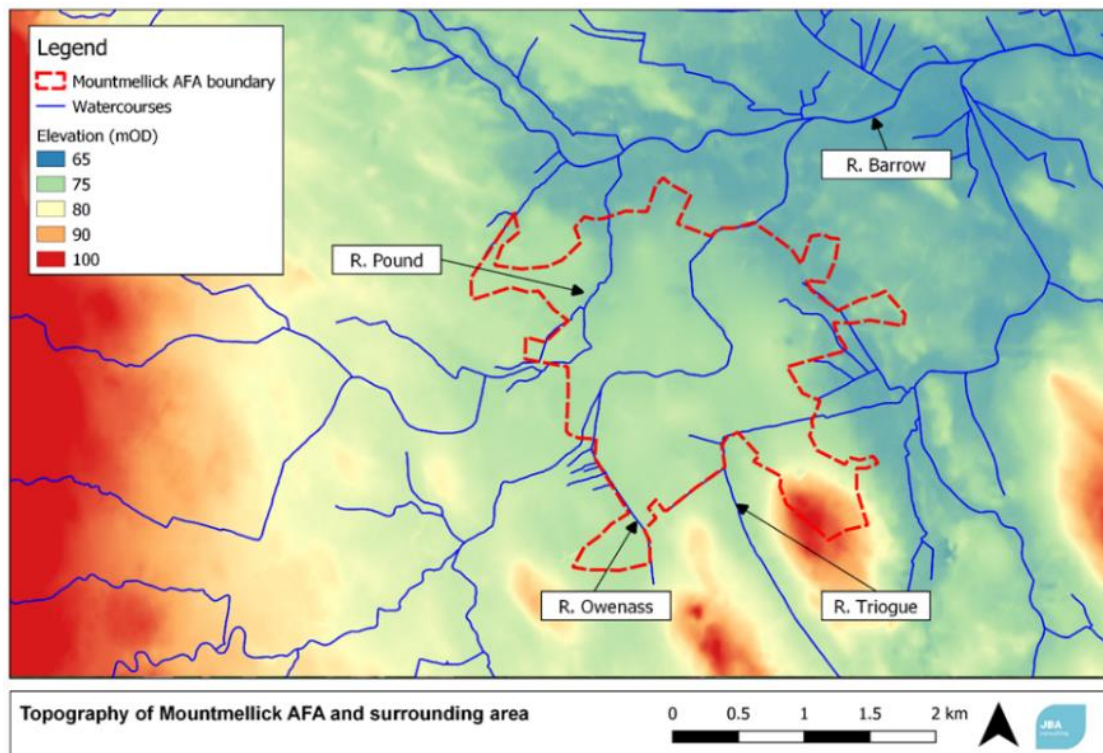 Legend
Mountmellick AFA boundary
Watercourses
Elevation (mOD)
65
75
80
90
100
R. Barrow
R. Pound
R. Owenass
R. Triogue
Topography of Mountmellick AFA and surrounding area
0 0.5 1 1.5 2 km
JBA
consulting